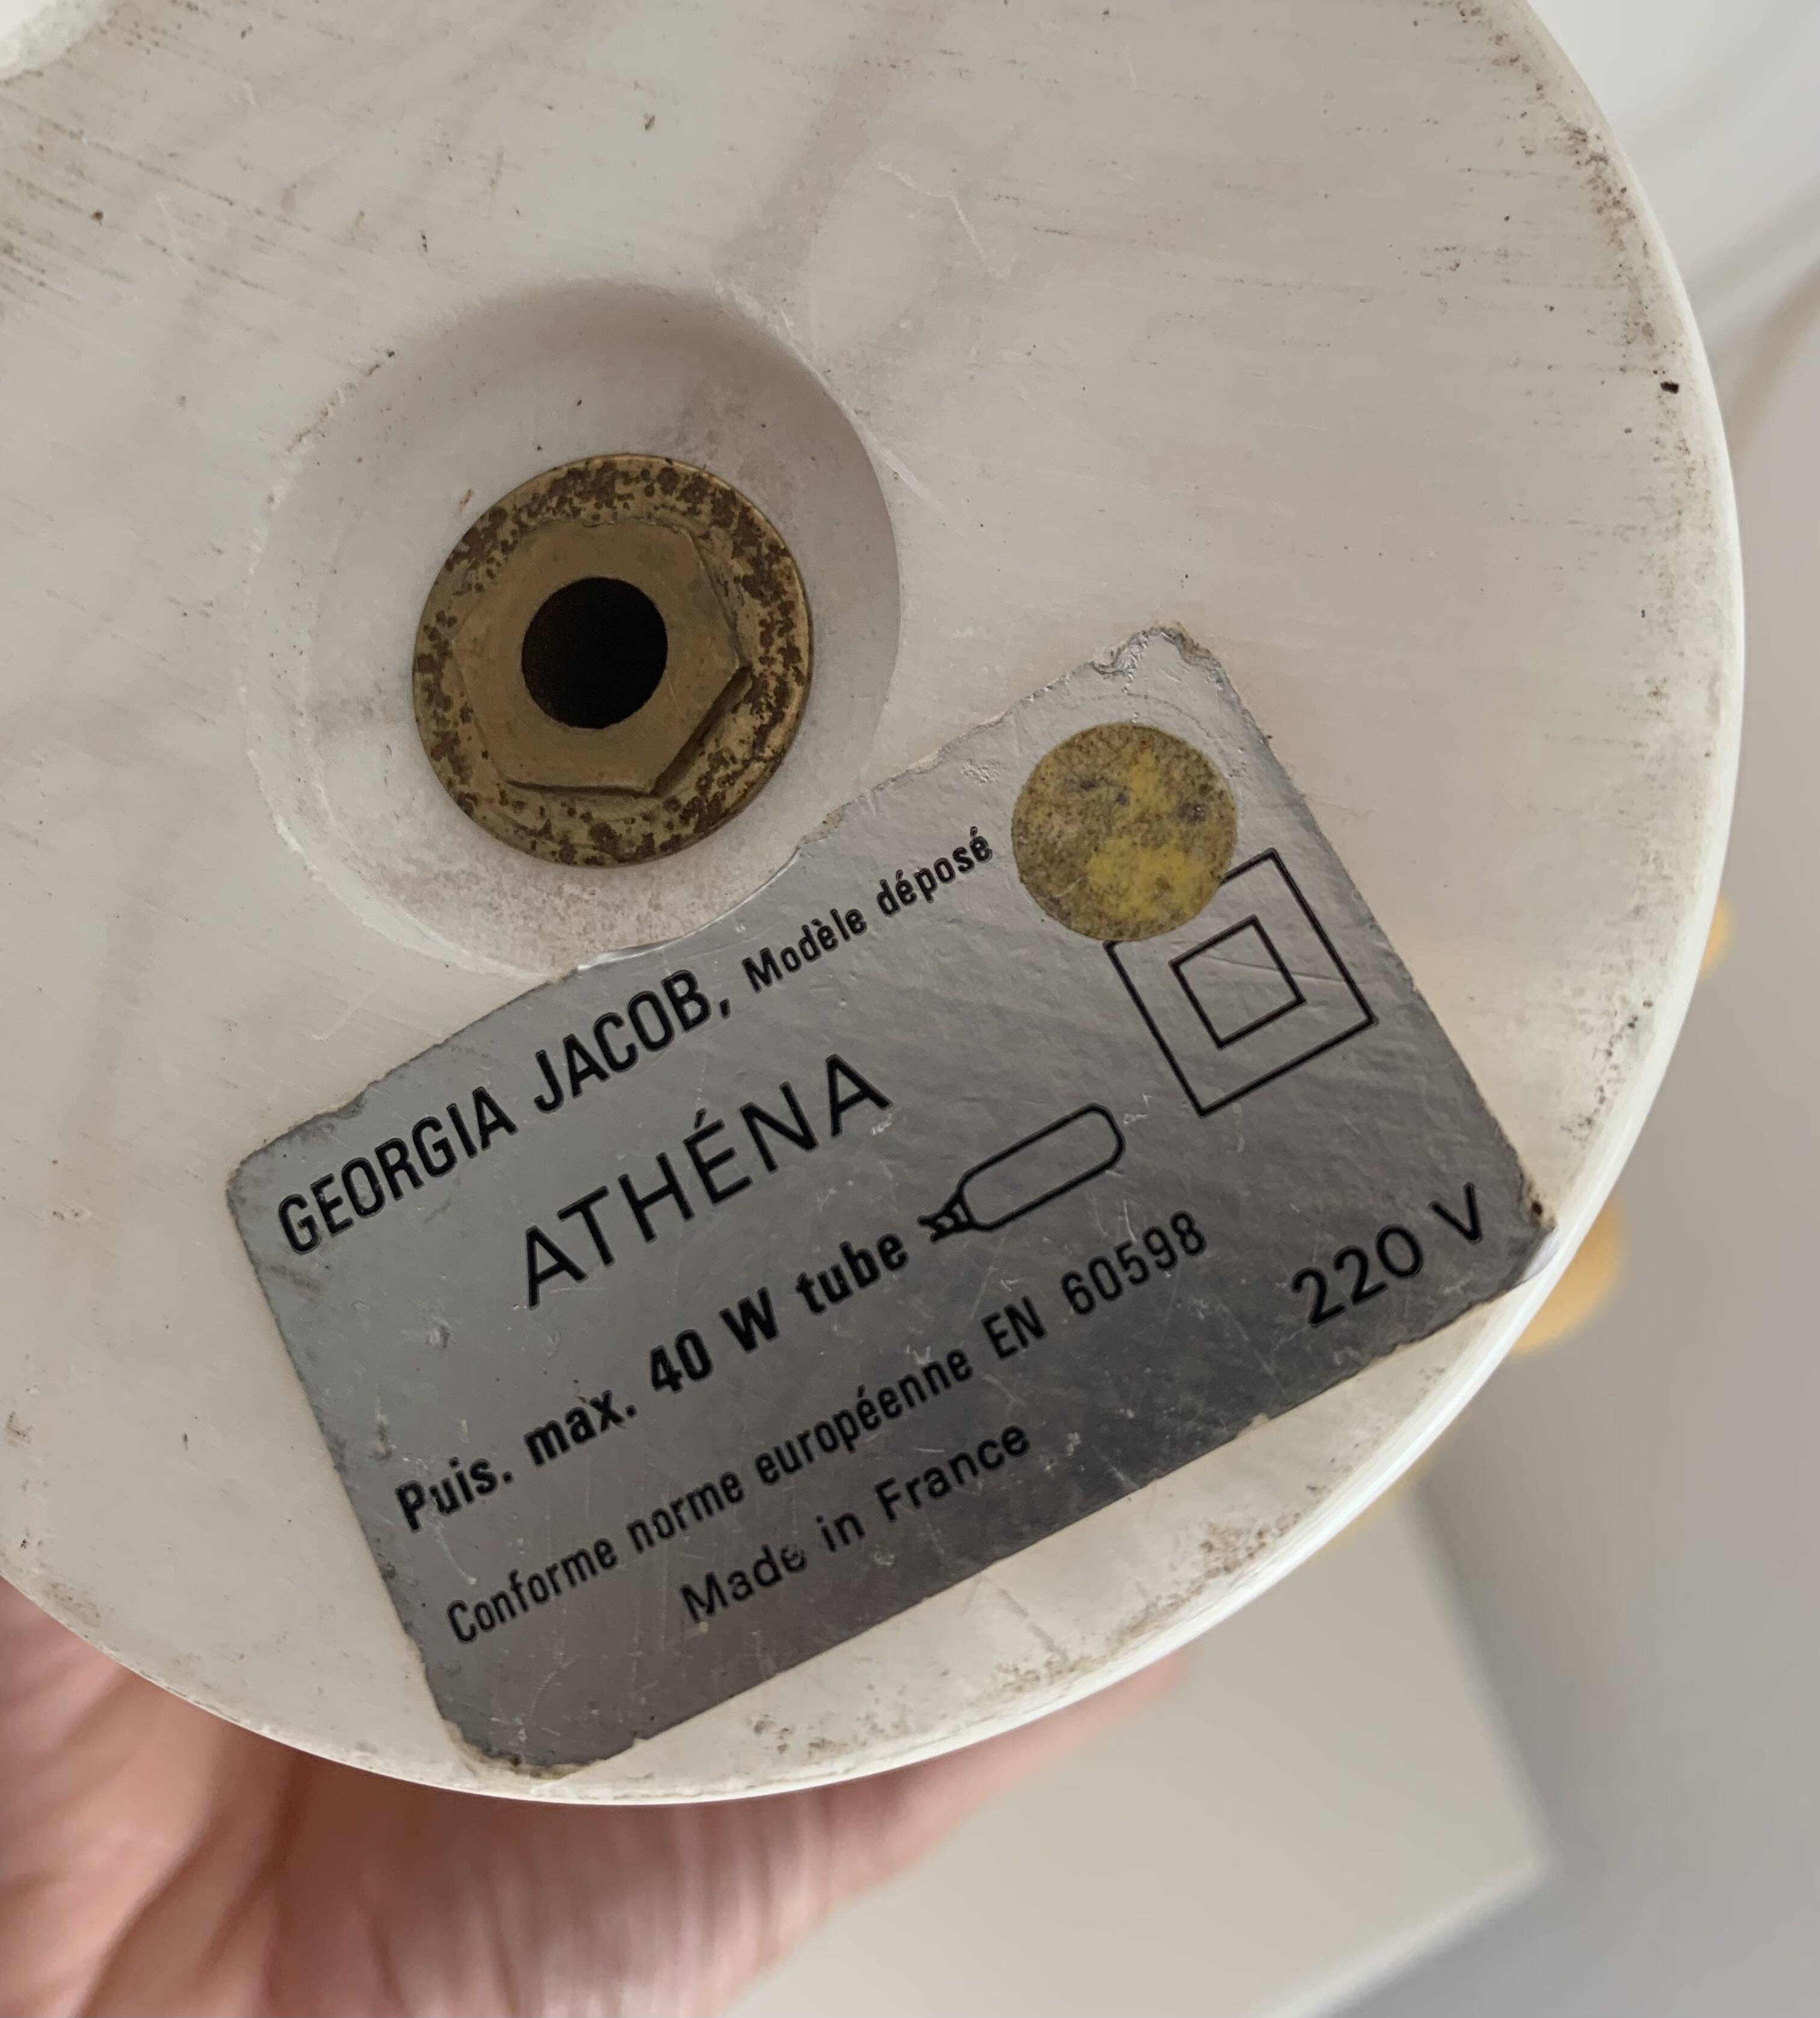 GEORGIA JACOB, Modèle déposé
ATHÉNA
Puis. max. 40 W tube
Conforme norme européenne EN 60598
220 V
Made in France